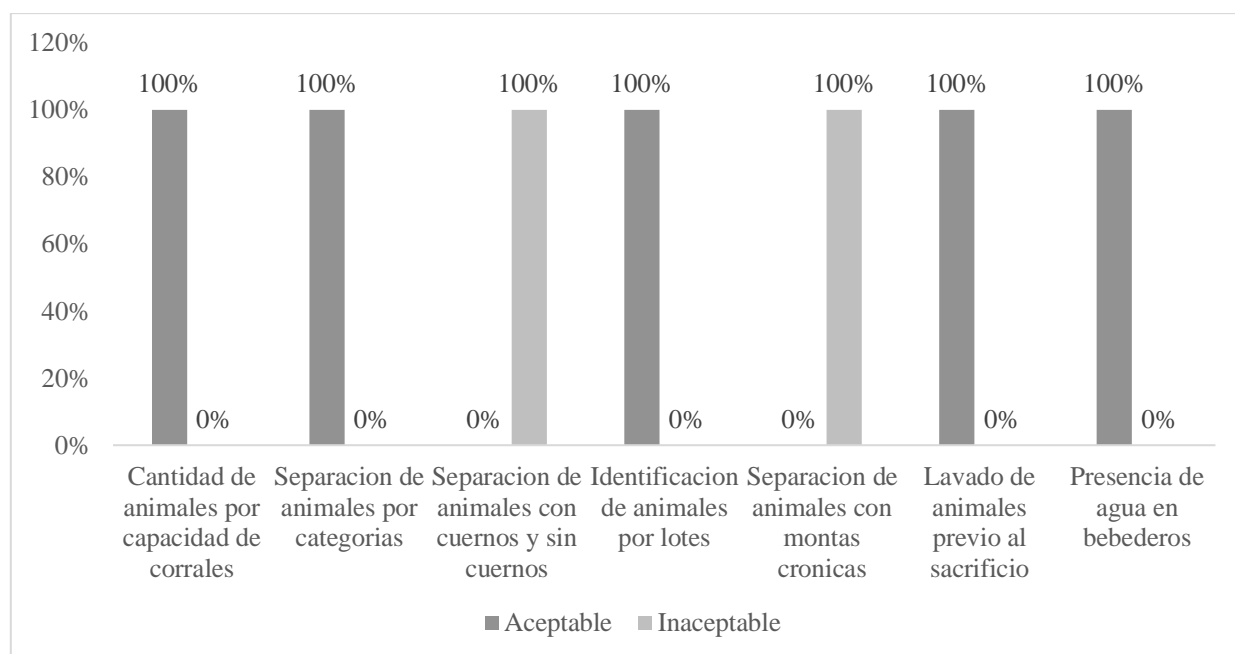 120%
100%
80%
60%
40%
20%
0%
100% 100% 100% 100% 100% 100% 100%
0% 0% 0% 0% 0% 0% 0%
Cantidad de animales por capacidad de corrales
Separacion de animales por categorias
Separacion de animales con cuernos y sin cuernos
Identificacion de animales por lotes
Separacion de animales con montas cronicas
Lavado de animales previo al sacrificio
Presencia de agua en bebederos
Aceptable Inaceptable